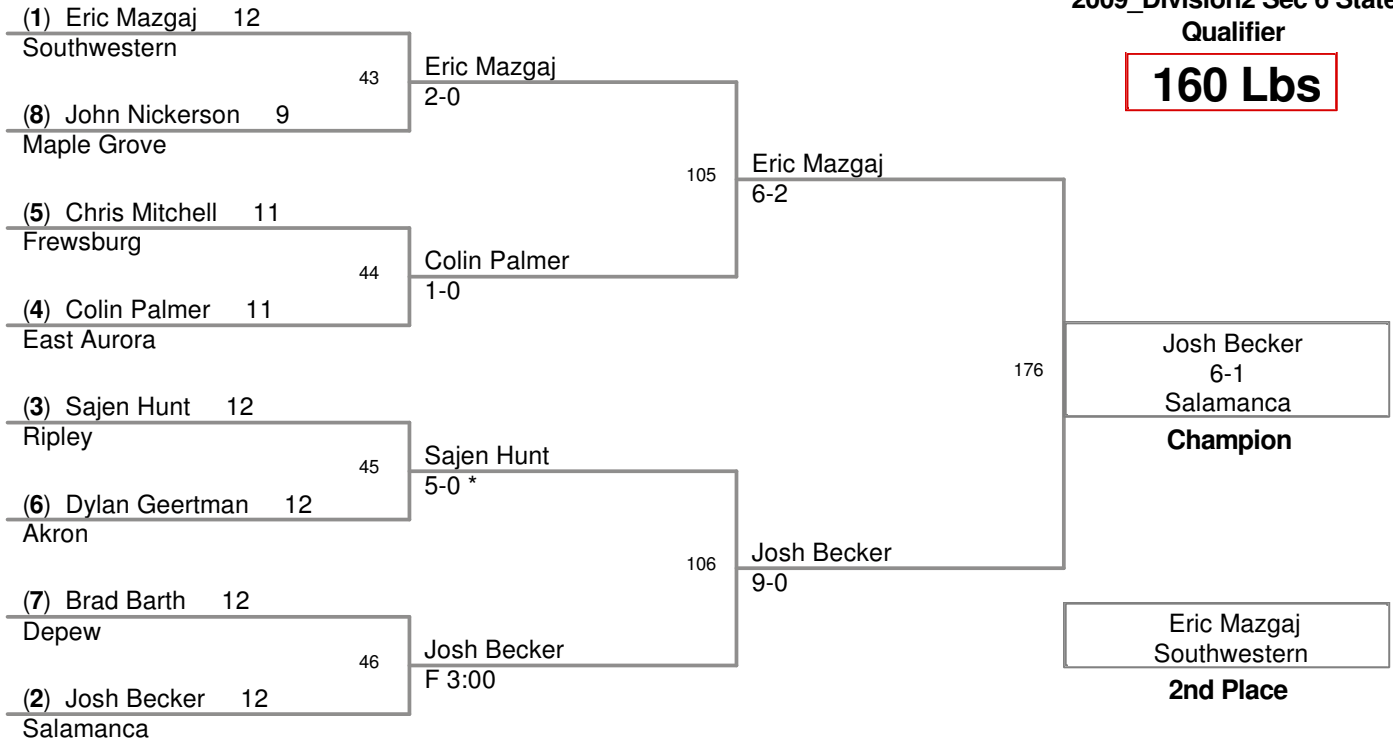 2009_Division2 Sec 6 State
Qualifier
160 Lbs
(1) Eric Mazgaj 12
Southwestern
43
Eric Mazgaj
2-0
(8) John Nickerson 9
Maple Grove
105
Eric Mazgaj
6-2
(5) Chris Mitchell 11
Frewsburg
44
Colin Palmer
1-0
(4) Colin Palmer 11
East Aurora
176
Josh Becker
6-1
Salamanca
Champion
(3) Sajen Hunt 12
Ripley
45
Sajen Hunt
5-0 *
(6) Dylan Geertman 12
Akron
106
Josh Becker
9-0
(7) Brad Barth 12
Depew
46
Josh Becker
F 3:00
(2) Josh Becker 12
Salamanca
Eric Mazgaj
Southwestern
2nd Place